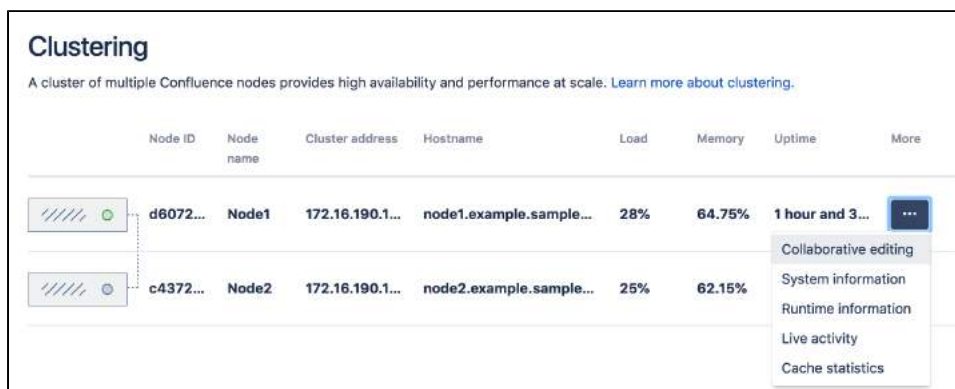 Clustering
A cluster of multiple Confluence nodes provides high availability and performance at scale. Learn more about clustering.
Node ID Node name Cluster address Hostname Load Memory Uptime More
d6072... Node1 172.16.190.1... node1.example.sample... 28% 64.75% 1 hour and 3... ...
c4372... Node2 172.16.190.1... node2.example.sample... 25% 62.15%
Collaborative editing
System information
Runtime information
Live activity
Cache statistics